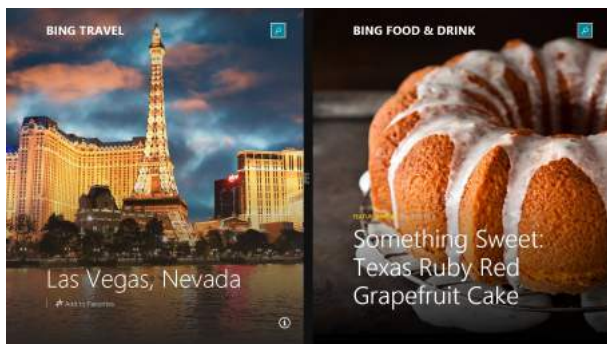 BING TRAVEL
Las Vegas, Nevada
Add to Favorites
BING FOOD & DRINK
Something Sweet:
Texas Ruby Red
Grapefruit Cake